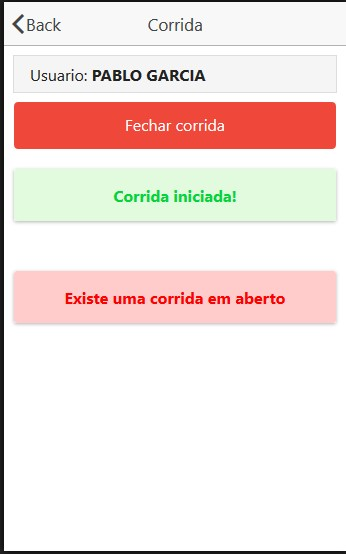 Back Corrida
Usuario: PABLO GARCIA
Fechar corrida
Corrida iniciada!
Existe uma corrida em aberto